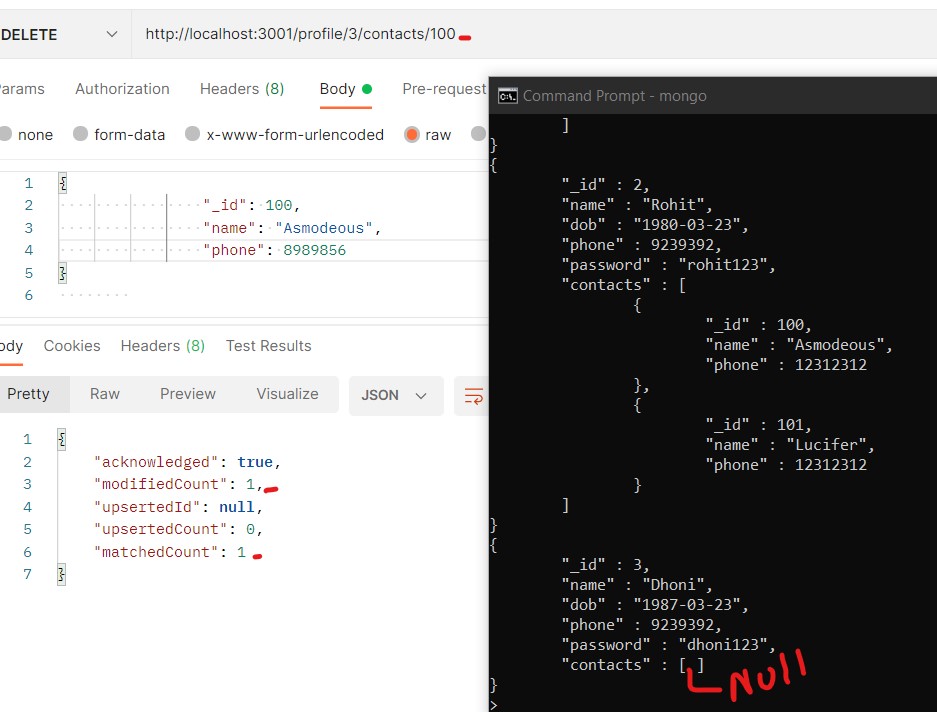 DELETE http://localhost:3001/profile/3/contacts/100
arams Authorization Headers (8) Body Pre-request
none form-data x-www-form-urlencoded raw
1 {
2 "_id": 100,
3 "name": "Asmodeous",
4 "phone": 8989856
5 }
6
ody Cookies Headers (8) Test Results
Pretty Raw Preview Visualize JSON
1 {
2 "acknowledged": true,
3 "modifiedCount": 1,
4 "upsertedId": null,
5 "upsertedCount": 0,
6 "matchedCount": 1
7 }
Command Prompt - mongo
]
}
{
"_id" : 2,
"name" : "Rohit",
"dob" : "1980-03-23",
"phone" : 9239392,
"password" : "rohit123",
"contacts" : [
{
"_id" : 100,
"name" : "Asmodeous",
"phone" : 12312312
},
{
"_id" : 101,
"name" : "Lucifer",
"phone" : 12312312
}
]
}
{
"_id" : 3,
"name" : "Dhoni",
"dob" : "1987-03-23",
"phone" : 9239392,
"password" : "dhoni123",
"contacts" : [ ]
Null
}
>